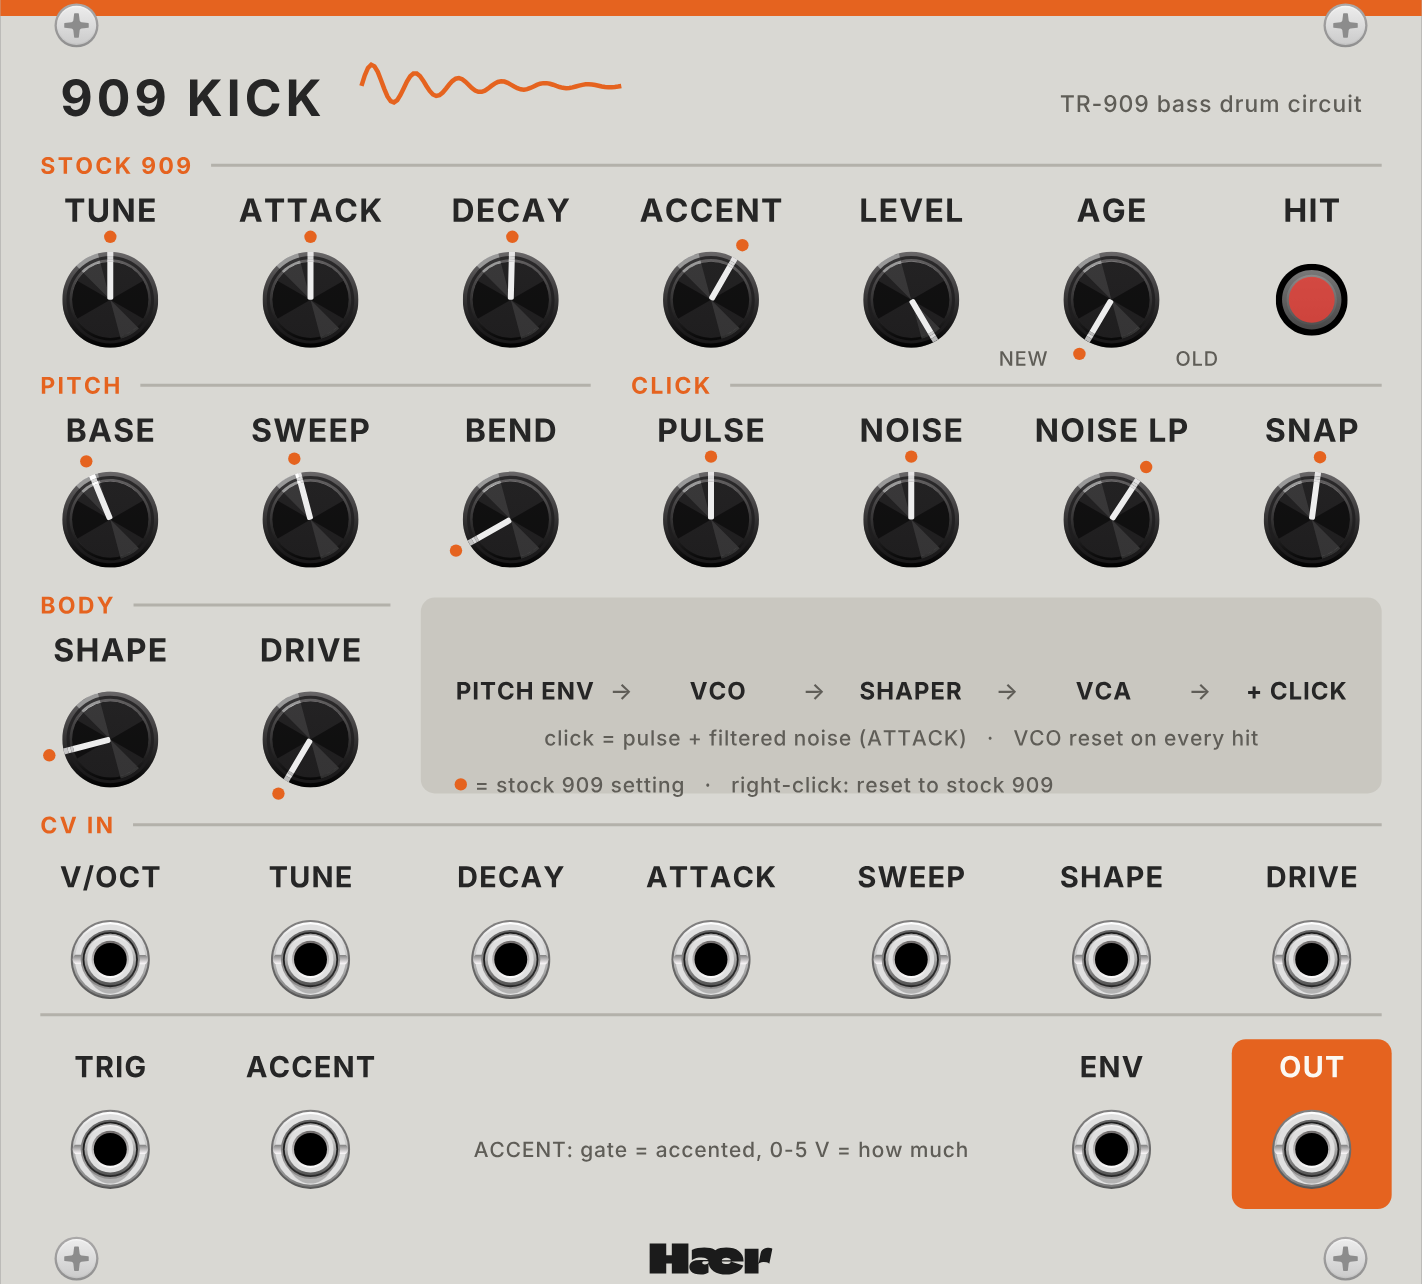 909 KICK
TR-909 bass drum circuit
STOCK 909
TUNE ATTACK DECAY ACCENT LEVEL AGE HIT
NEW OLD
PITCH CLICK
BASE SWEEP BEND PULSE NOISE NOISE LP SNAP
BODY
SHAPE DRIVE
PITCH ENV → VCO → SHAPER → VCA → + CLICK
click = pulse + filtered noise (ATTACK) · VCO reset on every hit
= stock 909 setting · right-click: reset to stock 909
CV IN
V/OCT TUNE DECAY ATTACK SWEEP SHAPE DRIVE
TRIG ACCENT ENV OUT
ACCENT: gate = accented, 0-5 V = how much
Hær